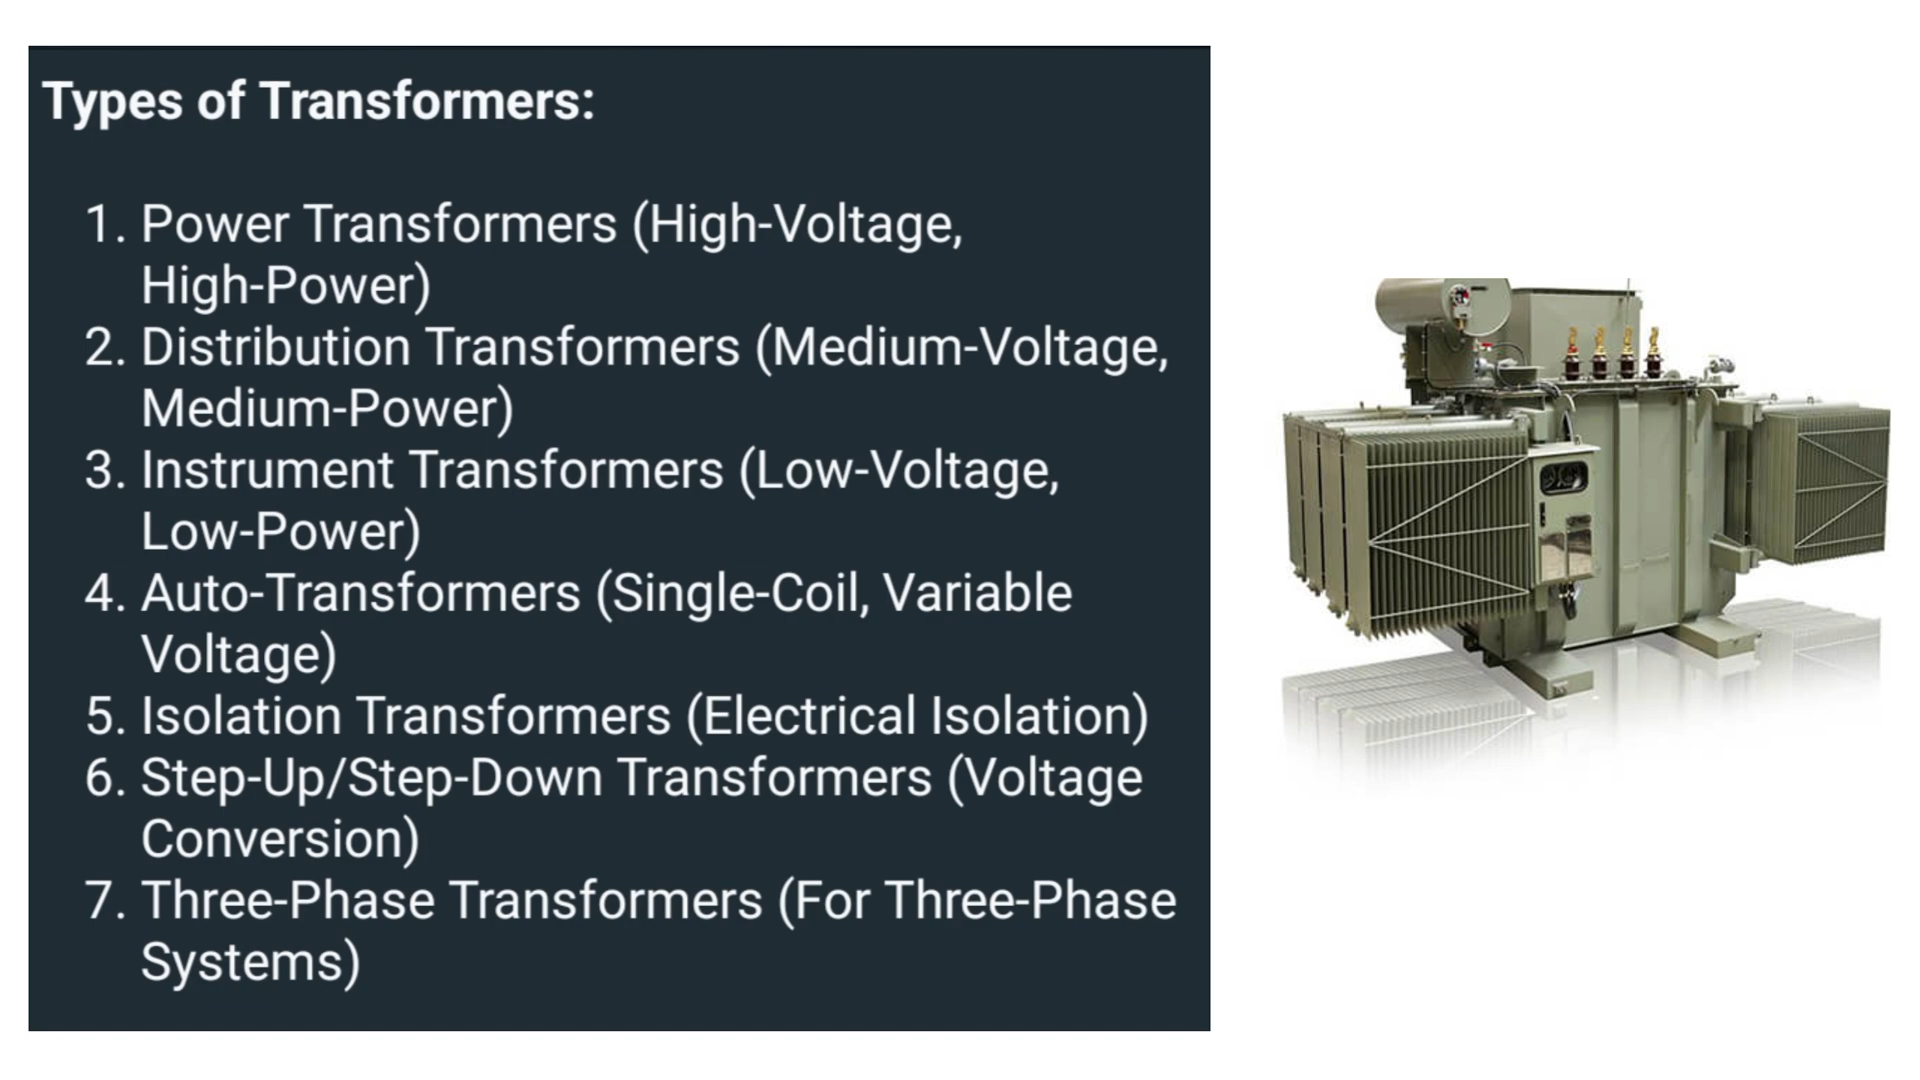 Types of Transformers:
1. Power Transformers (High-Voltage,
High-Power)
2. Distribution Transformers (Medium-Voltage,
Medium-Power)
3. Instrument Transformers (Low-Voltage,
Low-Power)
4. Auto-Transformers (Single-Coil, Variable
Voltage)
5. Isolation Transformers (Electrical Isolation)
6. Step-Up/Step-Down Transformers (Voltage
Conversion)
7. Three-Phase Transformers (For Three-Phase
Systems)